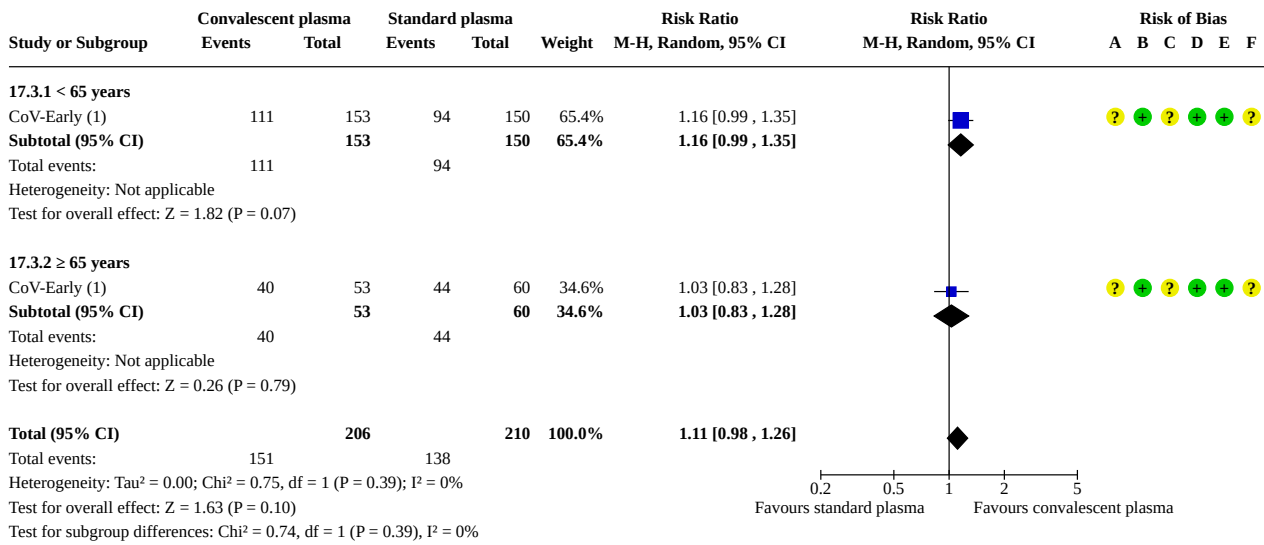 Convalescent plasma Standard plasma Risk Ratio Risk Ratio Risk of Bias
Study or Subgroup Events Total Events Total Weight M-H, Random, 95% CI M-H, Random, 95% CI A B C D E F
17.3.1 < 65 years
CoV-Early (1) 111 153 94 150 65.4% 1.16 [0.99 , 1.35] ? + ? + + ?
Subtotal (95% CI) 153 150 65.4% 1.16 [0.99 , 1.35]
Total events: 111 94
Heterogeneity: Not applicable
Test for overall effect: Z = 1.82 (P = 0.07)
17.3.2 ≥ 65 years
CoV-Early (1) 40 53 44 60 34.6% 1.03 [0.83 , 1.28] ? + ? + + ?
Subtotal (95% CI) 53 60 34.6% 1.03 [0.83 , 1.28]
Total events: 40 44
Heterogeneity: Not applicable
Test for overall effect: Z = 0.26 (P = 0.79)
Total (95% CI) 206 210 100.0% 1.11 [0.98 , 1.26]
Total events: 151 138
Heterogeneity: Tau² = 0.00; Chi² = 0.75, df = 1 (P = 0.39); I² = 0%
0.2 0.5 1 2 5
Test for overall effect: Z = 1.63 (P = 0.10)
Favours standard plasma Favours convalescent plasma
Test for subgroup differences: Chi² = 0.74, df = 1 (P = 0.39), I² = 0%